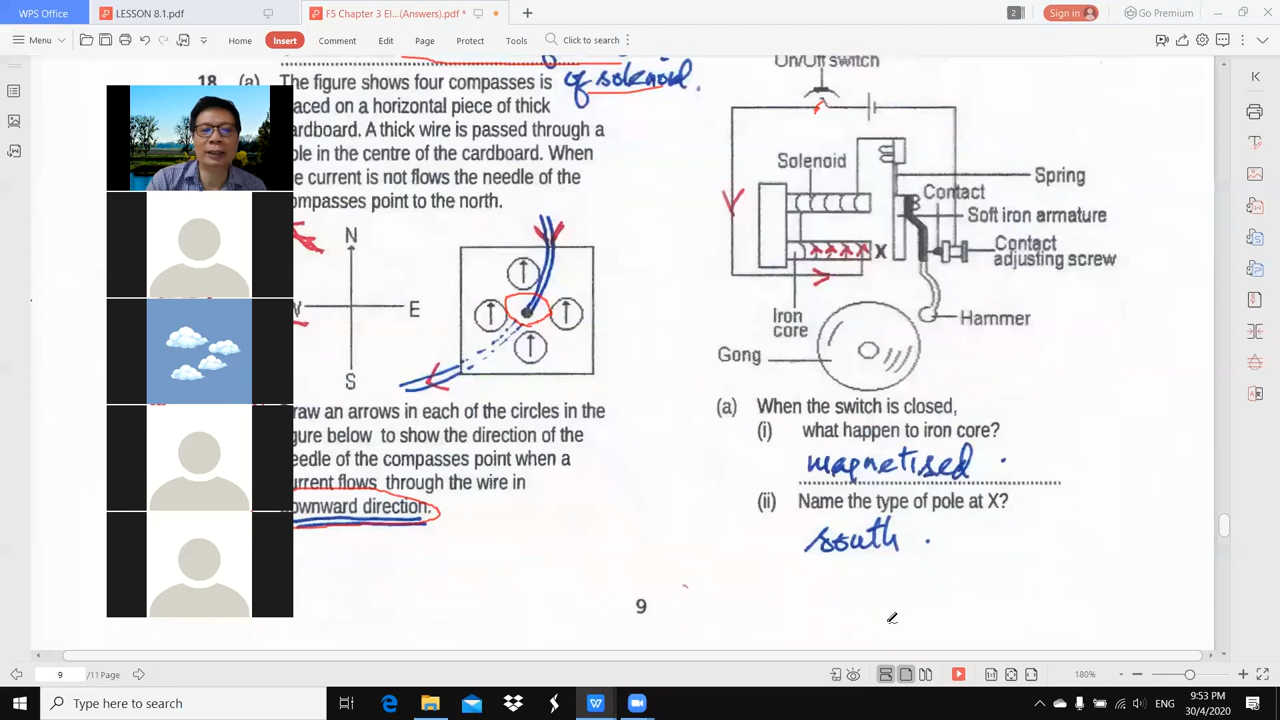 WPS Office
LESSON 8.1.pdf
F5 Chapter 3 El...(Answers).pdf *
+
2
Sign in
Go Premium
Menu
Home
Insert
Comment
Edit
Page
Protect
Tools
Click to search
of solenoid.
18 (a) The figure shows four compasses is
laced on a horizontal piece of thick
ardboard. A thick wire is passed through a
ole in the centre of the cardboard. When
e current is not flows the needle of the
ompasses point to the north.
N
E
S
raw an arrows in each of the circles in the
gure below to show the direction of the
eedle of the compasses point when a
urrent flows through the wire in
ownward direction.
On/Off switch
Solenoid
Spring
Contact
Soft iron armature
Contact
adjusting screw
X
Iron
core
Hammer
Gong
(a) When the switch is closed,
(i) what happen to iron core?
magnetised .
(ii) Name the type of pole at X?
south .
9
9 /11Page
180%
Type here to search
ENG
9:53 PM
30/4/2020